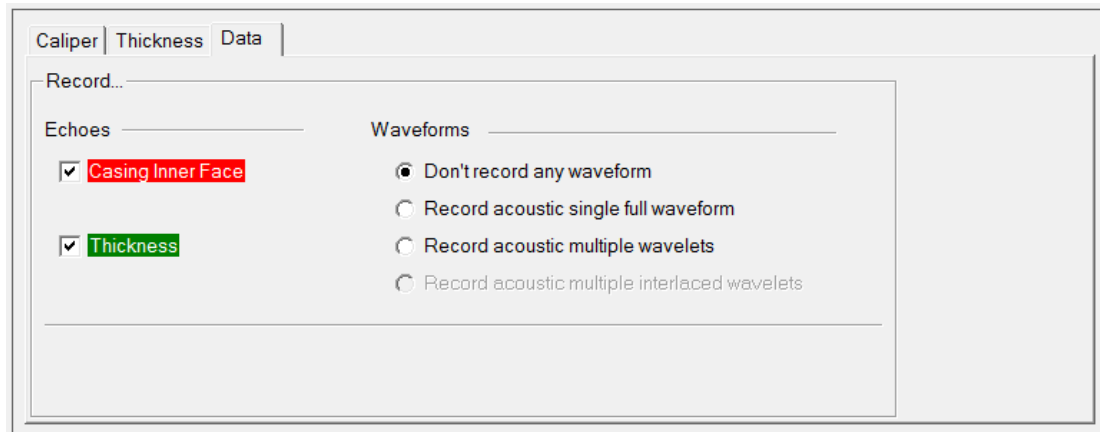 Caliper Thickness Data
Record...
Echoes
Casing Inner Face
Thickness
Waveforms
Don't record any waveform
Record acoustic single full waveform
Record acoustic multiple wavelets
Record acoustic multiple interlaced wavelets